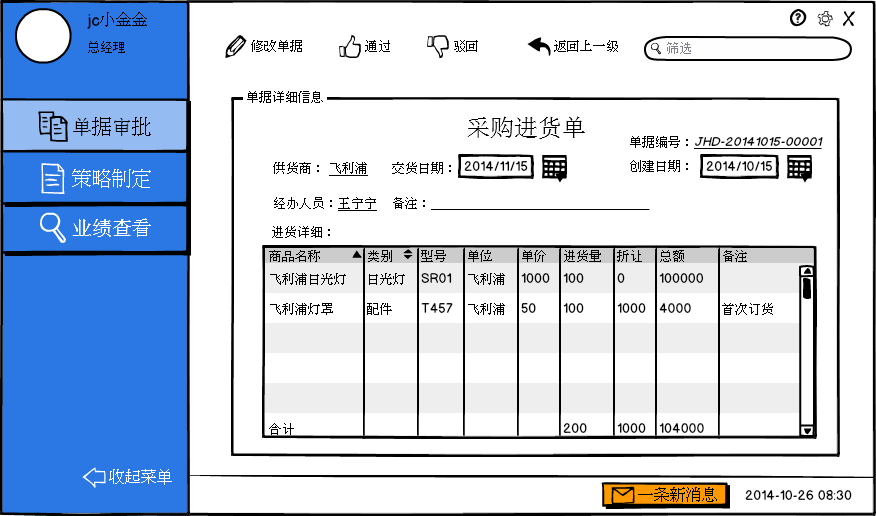 jc小金金
总经理
修改单据 通过 驳回 返回上一级 筛选
单据审批
策略制定
业绩查看
收起菜单
单据详细信息
采购进货单
单据编号：JHD-20141015-00001
供货商：飞利浦 交货日期：2014/11/15 创建日期：2014/10/15
经办人员：王宁宁 备注：
进货详细：
商品名称 类别 型号 单位 单价 进货量 折让 总额 备注
飞利浦日光灯 日光灯 SR01 飞利浦 1000 100 0 100000
飞利浦灯罩 配件 T457 飞利浦 50 100 1000 4000 首次订货
合计 200 1000 104000
一条新消息 2014-10-26 08:30